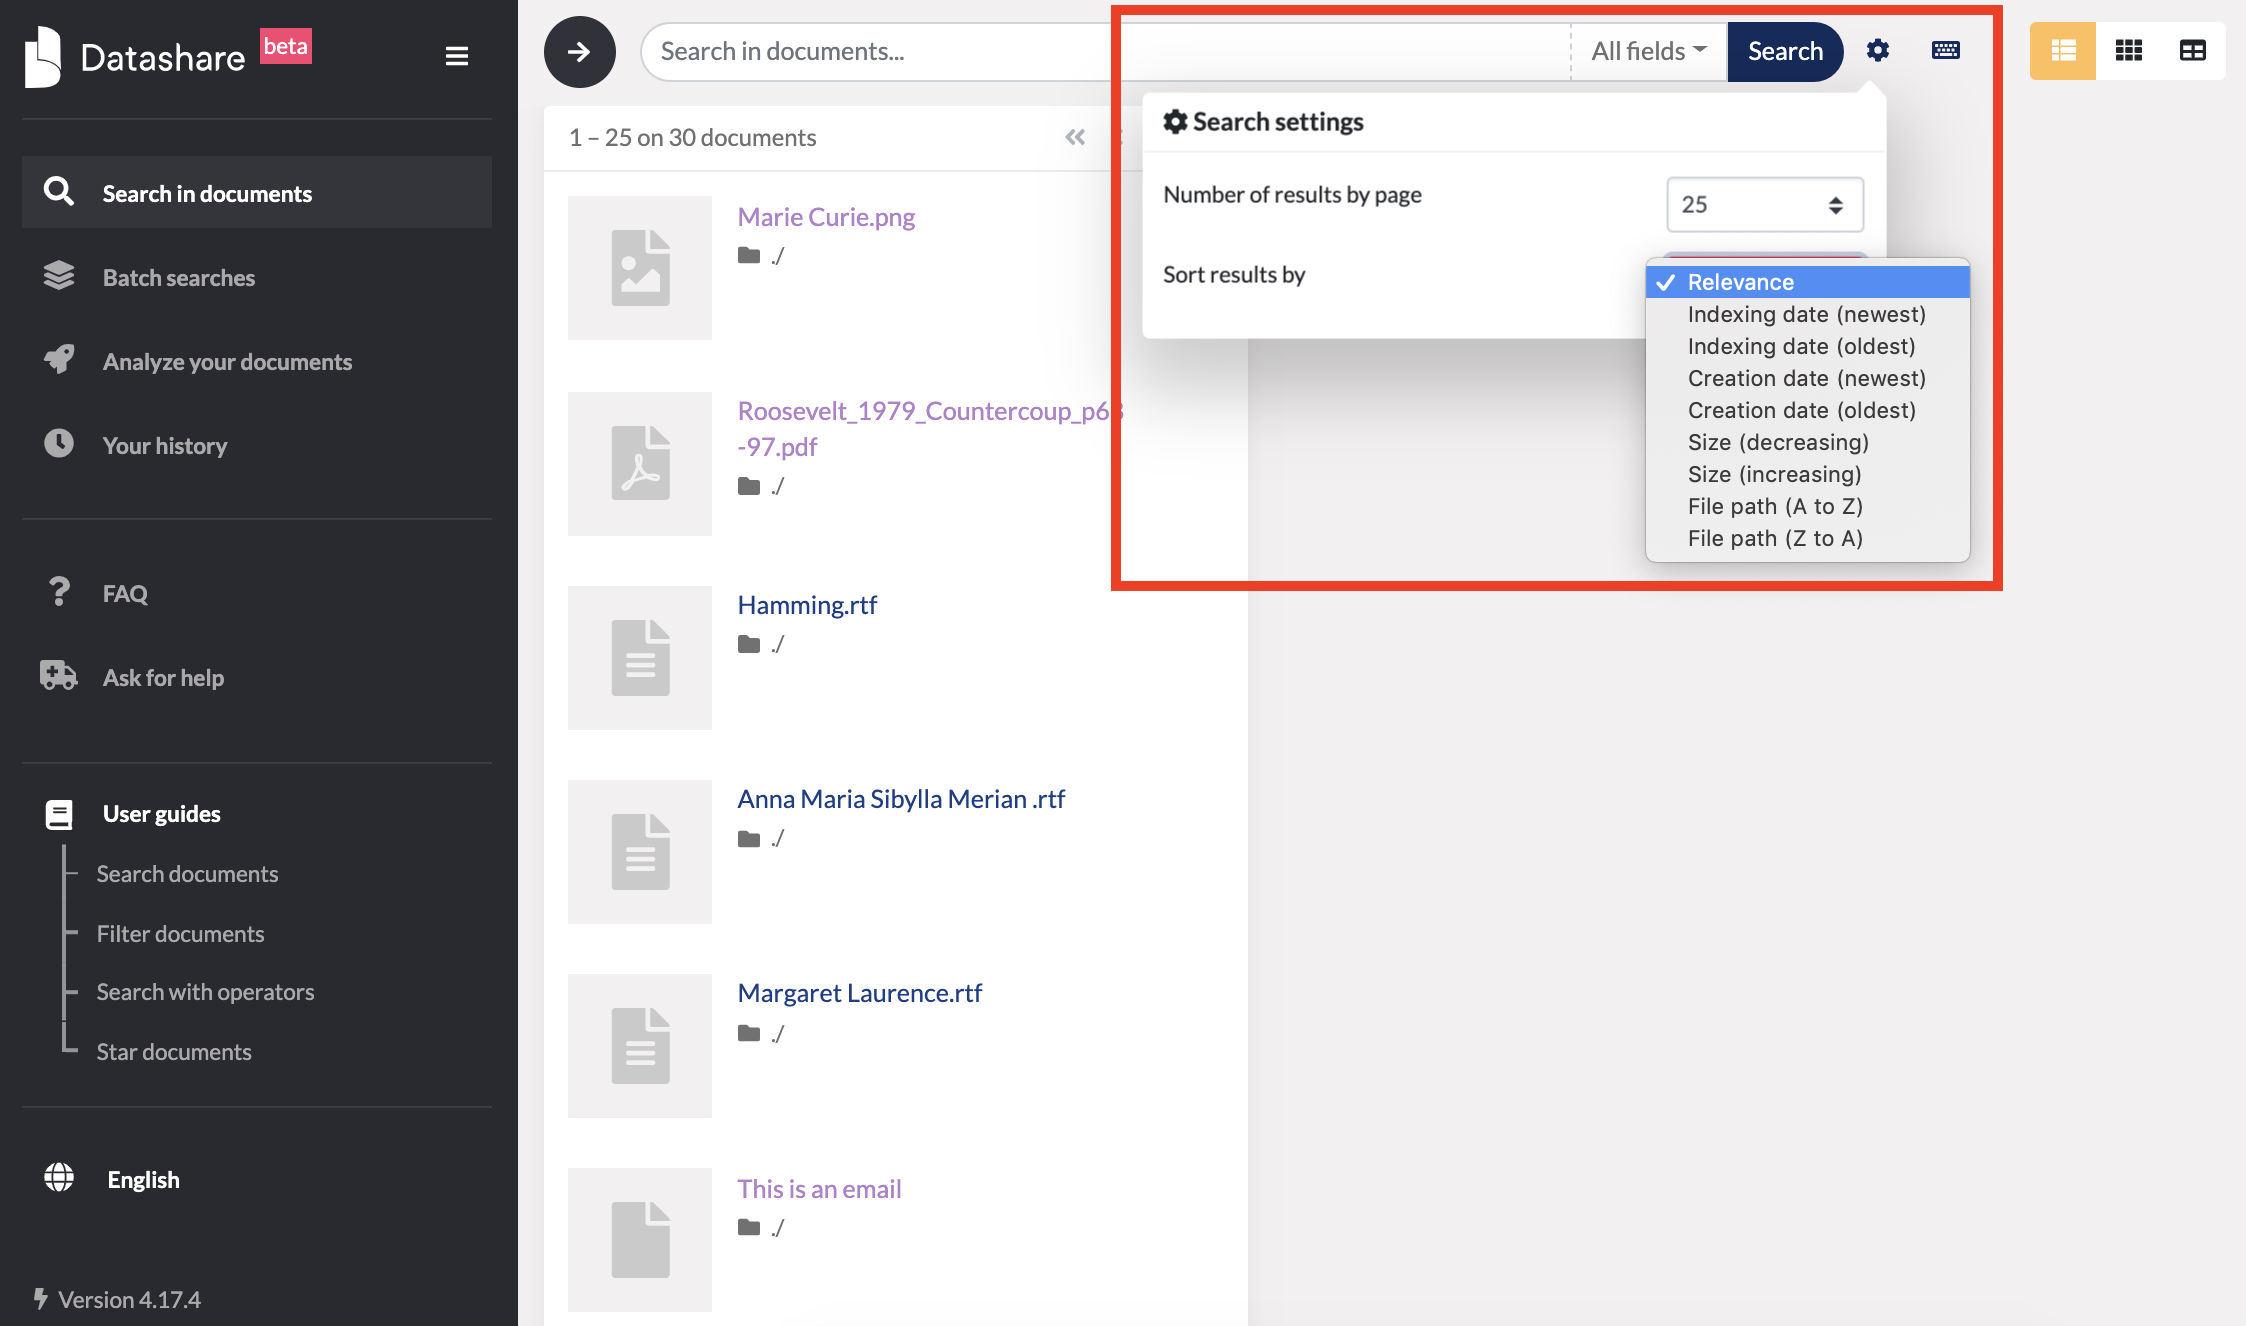 Datashare beta
Search in documents
Batch searches
Analyze your documents
Your history
FAQ
Ask for help
User guides
Search documents
Filter documents
Search with operators
Star documents
English
Version 4.17.4
Search in documents...
All fields
Search
1 – 25 on 30 documents
Marie Curie.png
./
Roosevelt_1979_Countercoup_p68
-97.pdf
./
Hamming.rtf
./
Anna Maria Sibylla Merian .rtf
./
Margaret Laurence.rtf
./
This is an email
./
Search settings
Number of results by page
25
Sort results by
Relevance
Indexing date (newest)
Indexing date (oldest)
Creation date (newest)
Creation date (oldest)
Size (decreasing)
Size (increasing)
File path (A to Z)
File path (Z to A)